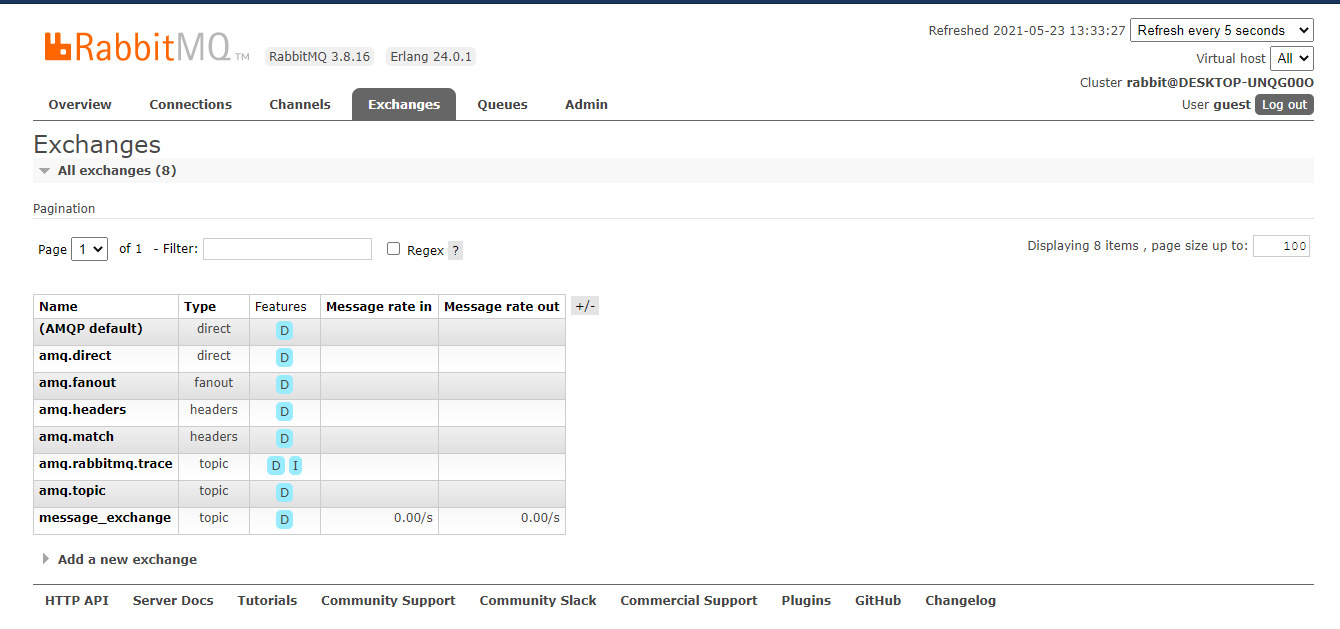 Refreshed 2021-05-23 13:33:27 Refresh every 5 seconds
RabbitMQ TM RabbitMQ 3.8.16 Erlang 24.0.1
Virtual host All
Cluster rabbit@DESKTOP-UNQG00O
User guest Log out
Overview Connections Channels Exchanges Queues Admin
Exchanges
All exchanges (8)
Pagination
Page 1 of 1 - Filter: Regex ? Displaying 8 items , page size up to: 100
Name Type Features Message rate in Message rate out +/-
(AMQP default) direct D
amq.direct direct D
amq.fanout fanout D
amq.headers headers D
amq.match headers D
amq.rabbitmq.trace topic D I
amq.topic topic D
message_exchange topic D 0.00/s 0.00/s
Add a new exchange
HTTP API Server Docs Tutorials Community Support Community Slack Commercial Support Plugins GitHub Changelog